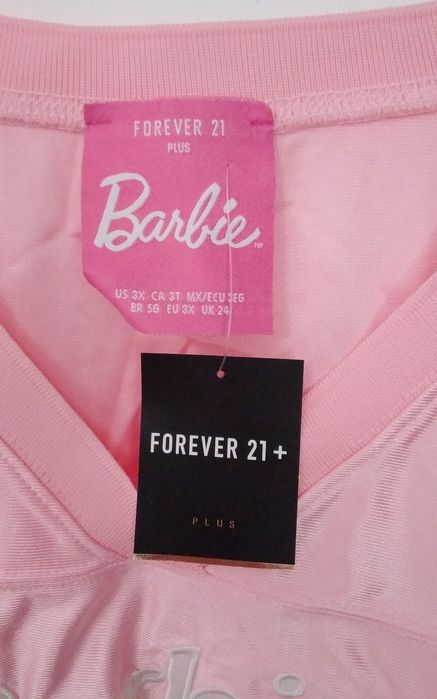 FOREVER 21
PLUS
Barbie™
US 3X CA 3T MX/ECU 3EG
BR 5G EU 3X UK 24
FOREVER 21+
PLUS